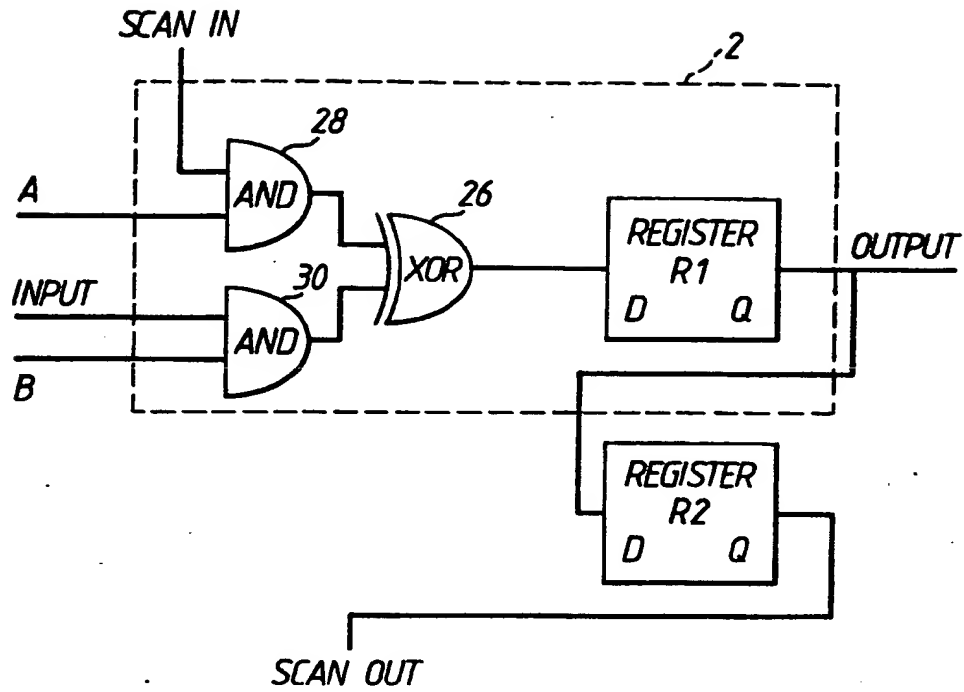 SCAN IN
2
28
A
AND
26
XOR
30
INPUT
AND
B
REGISTER
R1
D Q
OUTPUT
REGISTER
R2
D Q
SCAN OUT